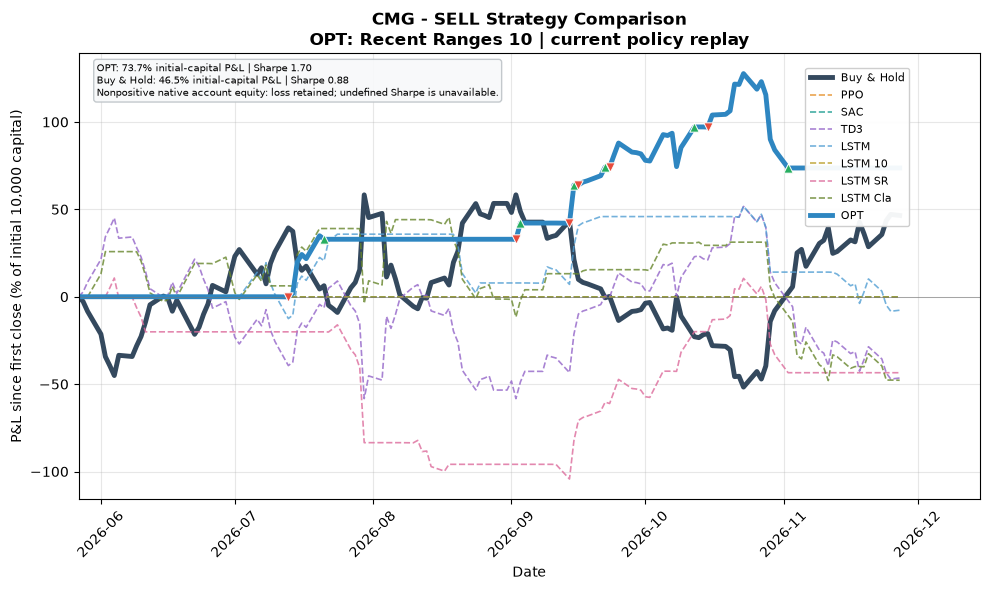 CMG - SELL Strategy Comparison
OPT: Recent Ranges 10 | current policy replay
OPT: 73.7% initial-capital P&L | Sharpe 1.70
Buy & Hold: 46.5% initial-capital P&L | Sharpe 0.88
Nonpositive native account equity: loss retained; undefined Sharpe is unavailable.
Buy & Hold
PPO
SAC
TD3
LSTM
LSTM 10
LSTM SR
LSTM Cla
OPT
P&L since first close (% of initial 10,000 capital)
100
50
0
−50
−100
2026-06
2026-07
2026-08
2026-09
2026-10
2026-11
2026-12
Date